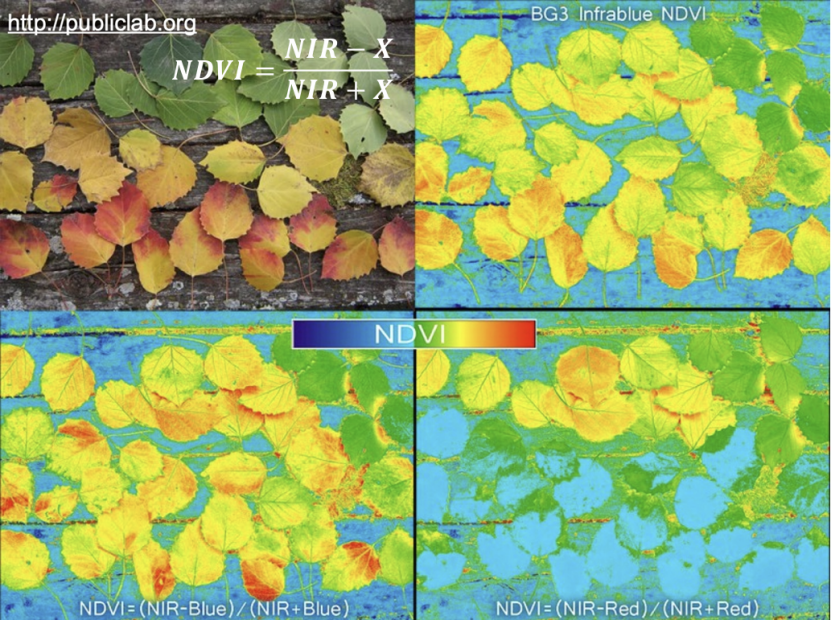 http://publiclab.org
NDVI = NIR − X / NIR + X
BG3 Infrablue NDVI
NDVI
NDVI=(NIR-Blue)/(NIR+Blue)
NDVI=(NIR-Red)/(NIR+Red)